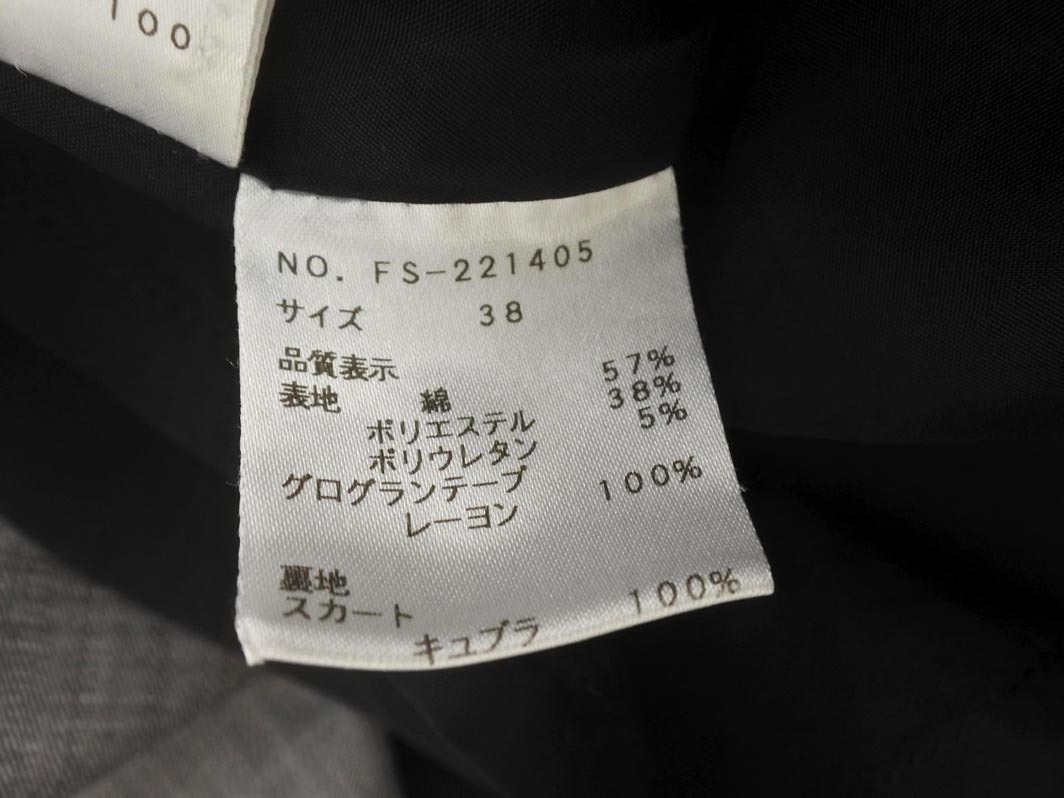 100
NO. FS-221405
サイズ 38
品質表示
表地 綿 57%
ポリエステル 38%
ポリウレタン 5%
グログランテープ
レーヨン 100%
裏地
スカート
キュプラ 100%